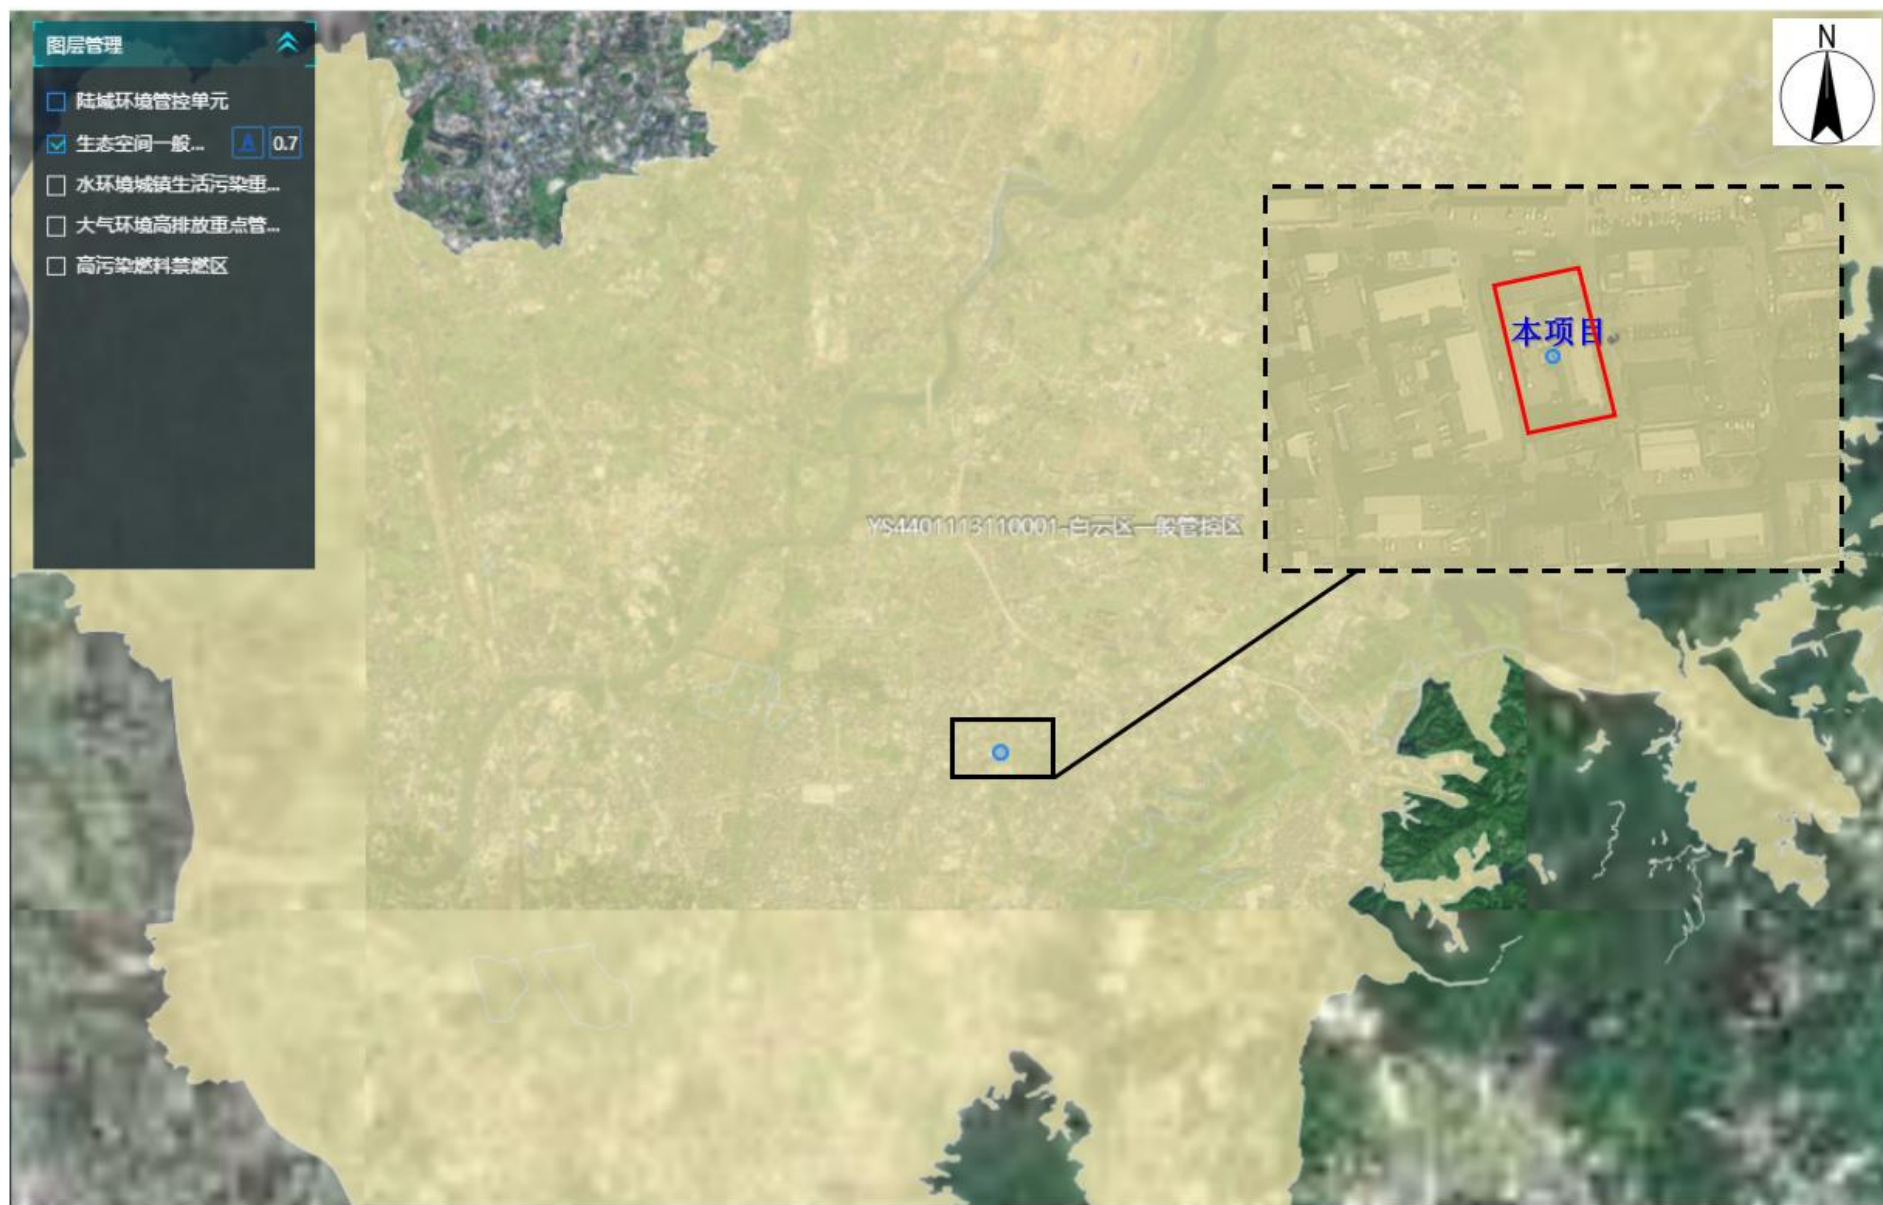 图层管理
陆域环境管控单元
生态空间一般...
A
0.7
水环境城镇生活污染重...
大气环境高排放重点管...
高污染燃料禁燃区
N
本项目
YS4401113110001-白云区一般管控区